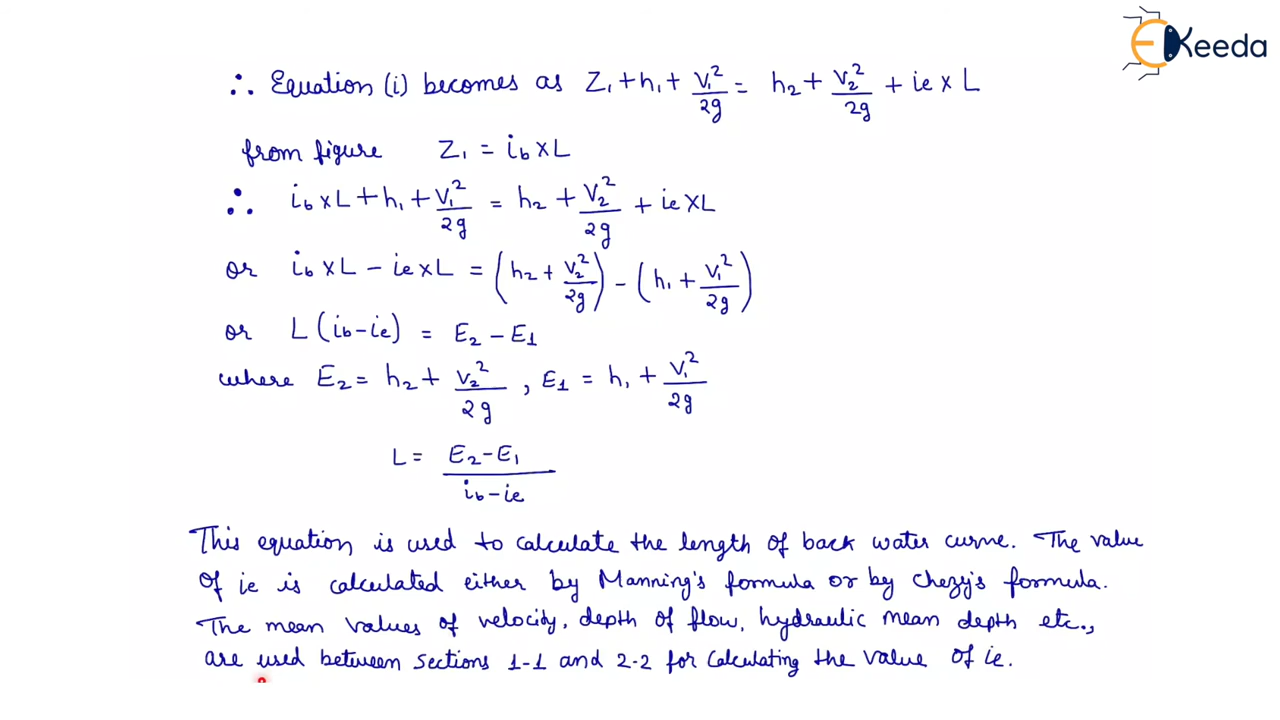 EKeeda
∴ Equation (i) becomes as Z₁ + h₁ + V₁²/2g = h₂ + V₂²/2g + ie × L
from figure Z₁ = ib × L
∴ ib × L + h₁ + V₁²/2g = h₂ + V₂²/2g + ie × L
or ib × L − ie × L = (h₂ + V₂²/2g) − (h₁ + V₁²/2g)
or L (ib − ie) = E₂ − E₁
where E₂ = h₂ + V₂²/2g , E₁ = h₁ + V₁²/2g
L = E₂ − E₁/ib − ie
This equation is used to calculate the length of back water curve. The value
of ie is calculated either by Manning's formula or by Chezy's formula.
The mean values of velocity, depth of flow, hydraulic mean depth etc.,
are used between sections 1-1 and 2-2 for calculating the value of ie.